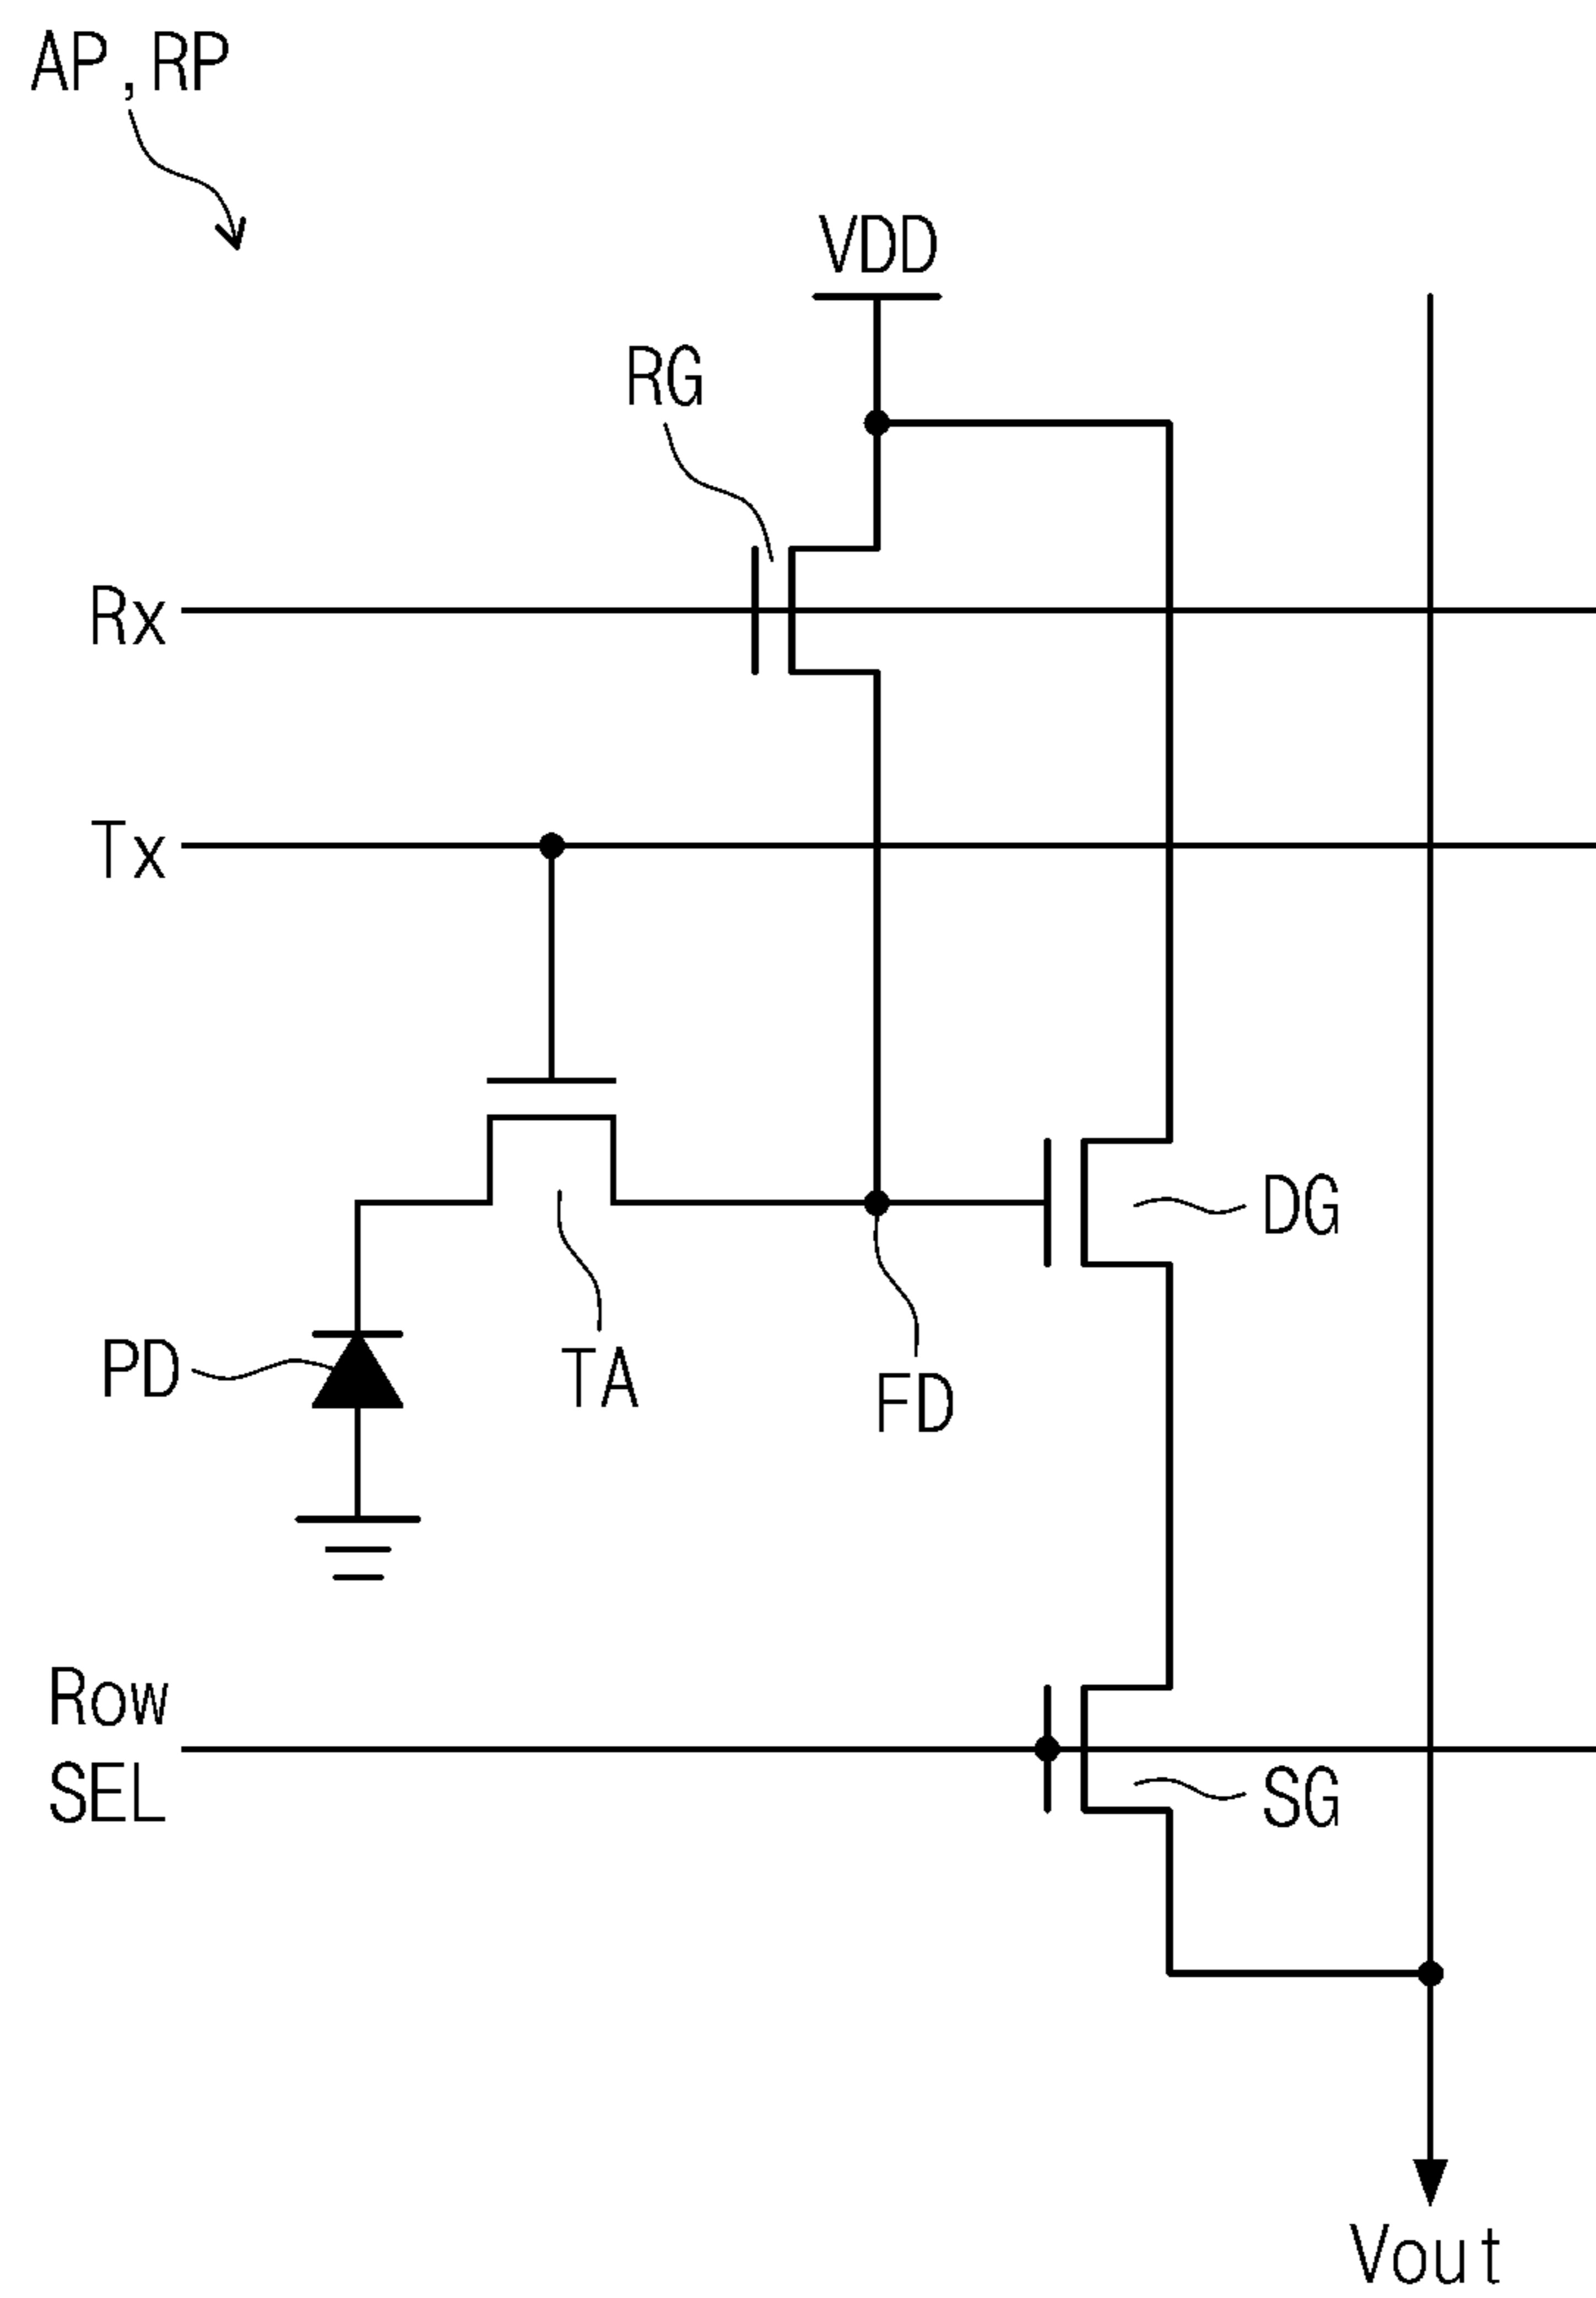 AP,RP
VDD
RG
Rx
Tx
DG
PD
TA
FD
Row
SEL
SG
Vout